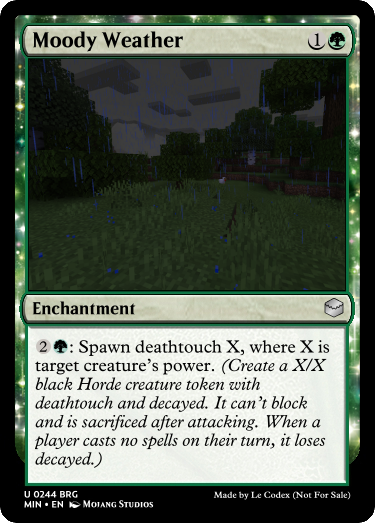 Moody Weather 1
Enchantment
2 : Spawn deathtouch X, where X is
target creature's power. (Create a X/X
black Horde creature token with
deathtouch and decayed. It can't block
and is sacrificed after attacking. When a
player casts no spells on their turn, it loses
decayed.)
U 0244 BRG
MIN • EN Mojang Studios
Made by Le Codex (Not For Sale)